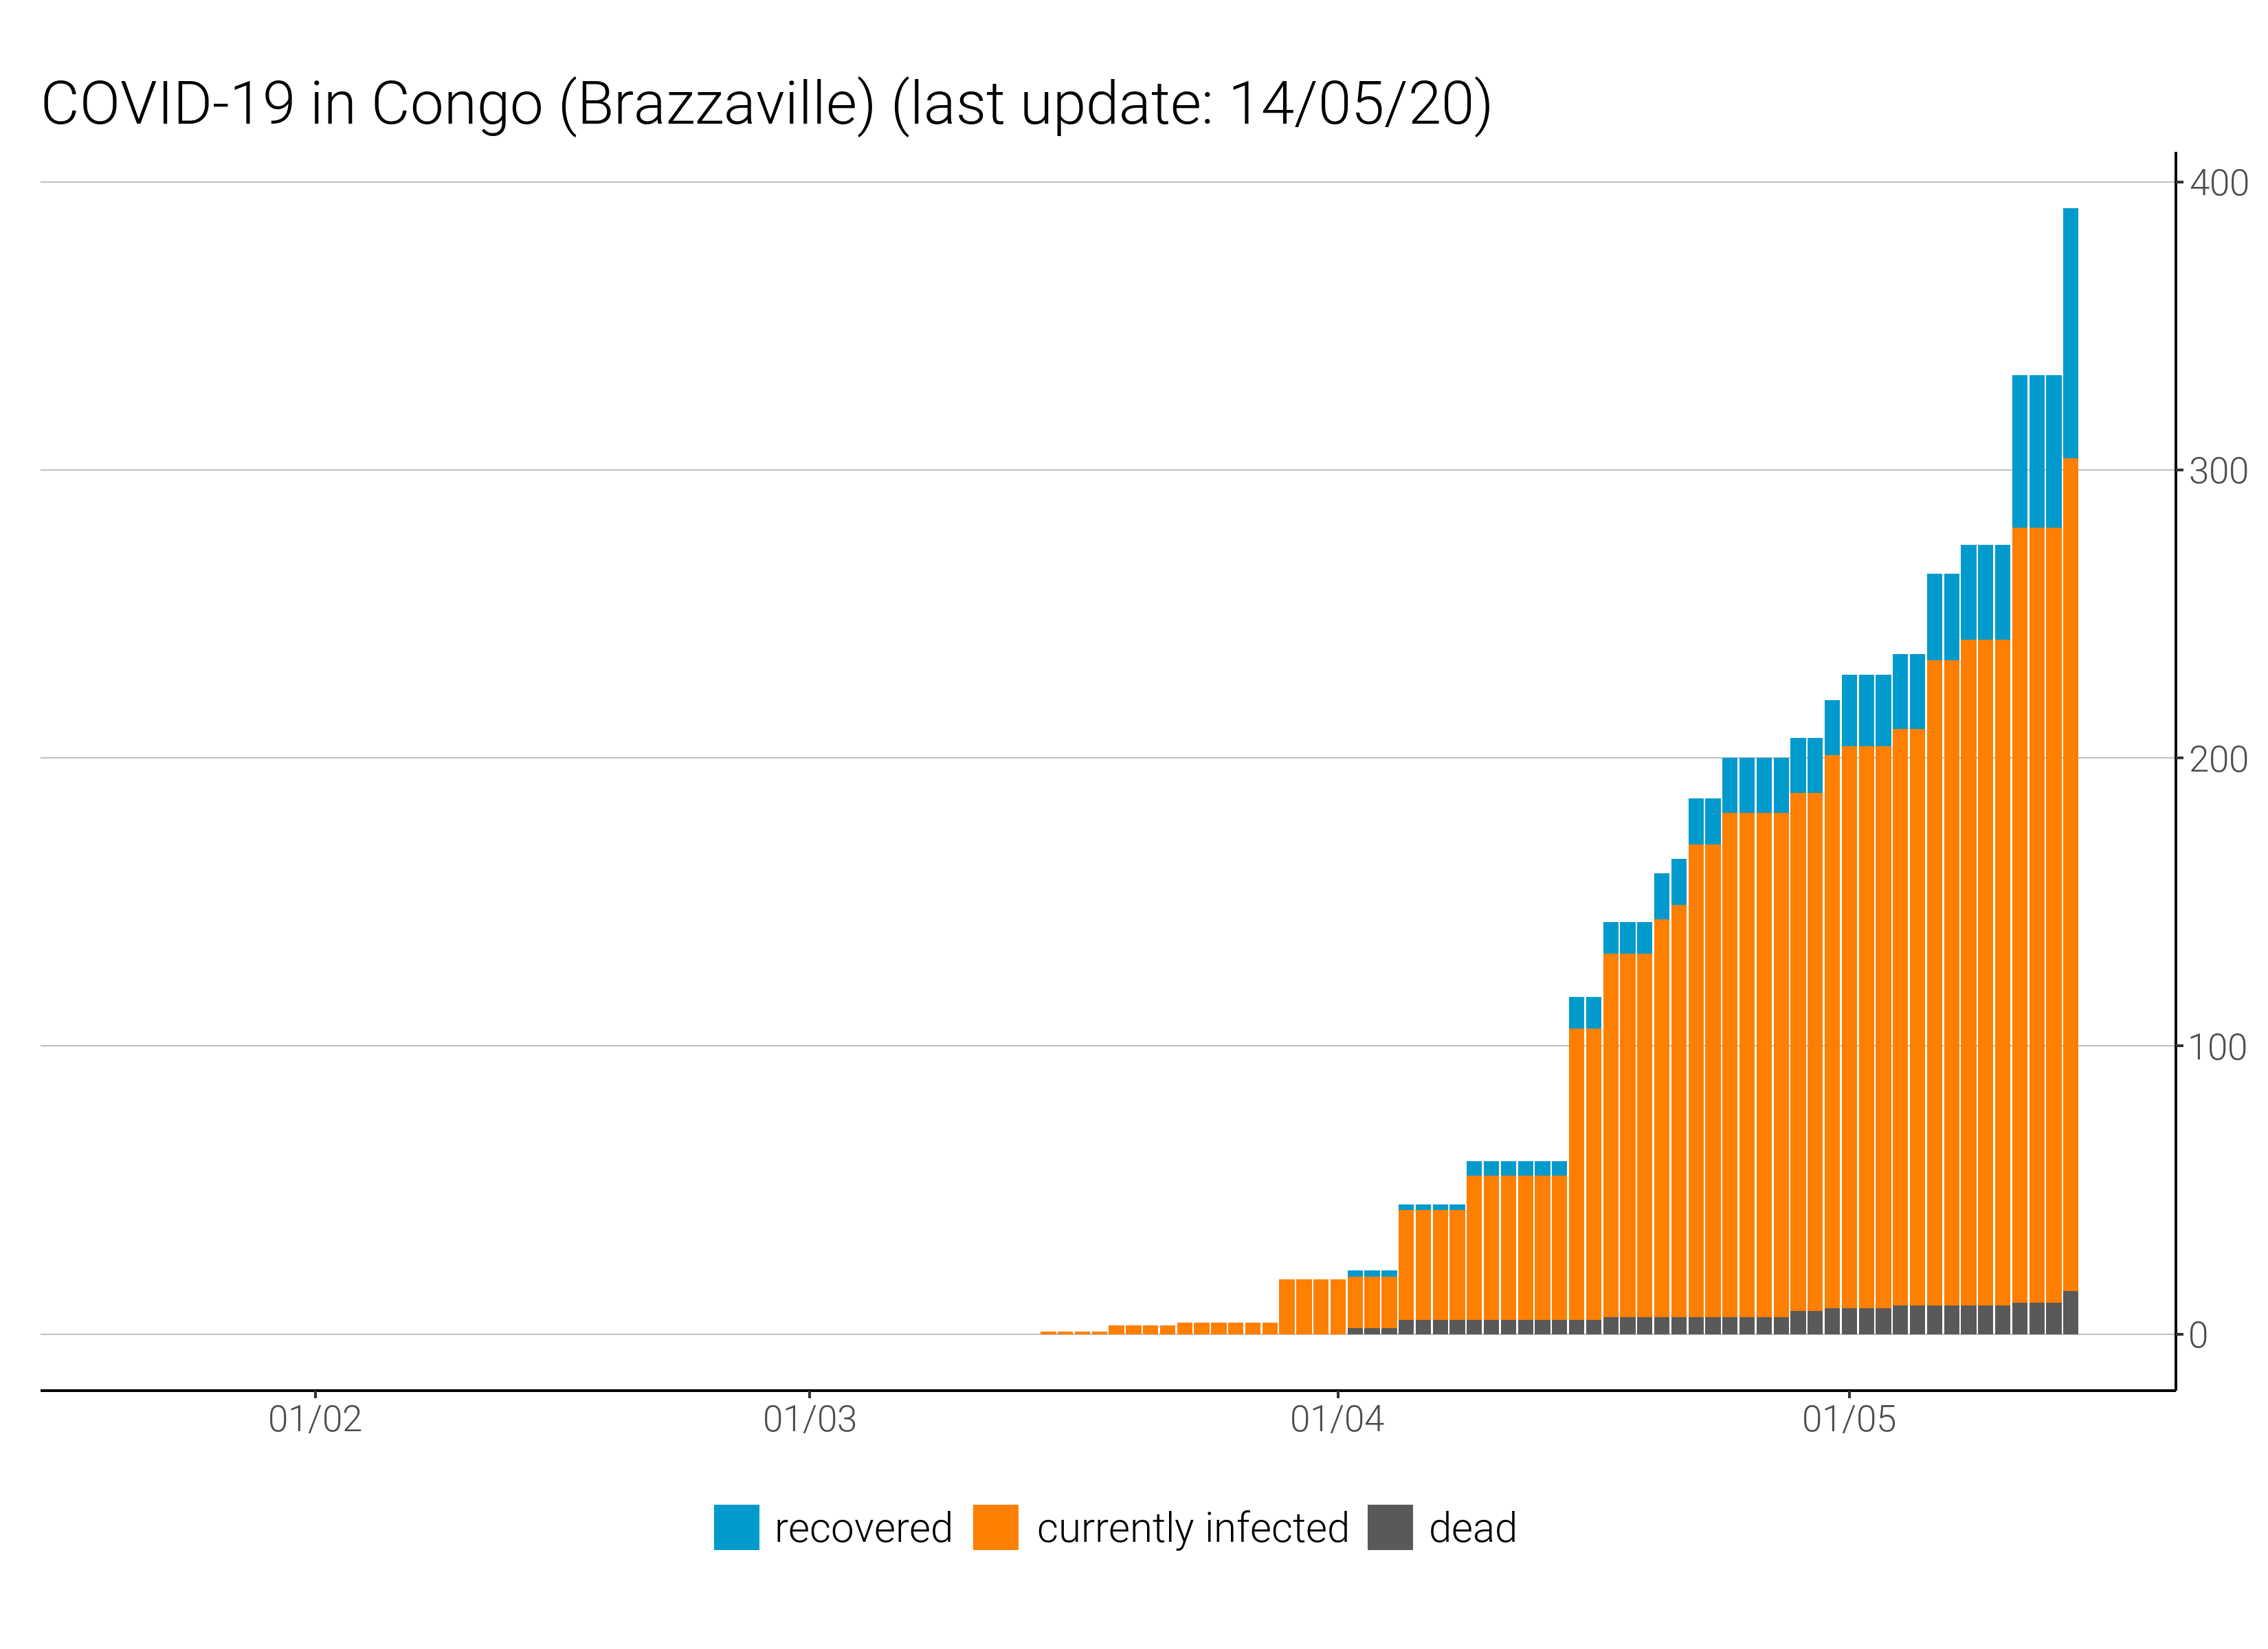 COVID-19 in Congo (Brazzaville) (last update: 14/05/20)
400
300
200
100
0
01/02 01/03 01/04 01/05
recovered currently infected dead